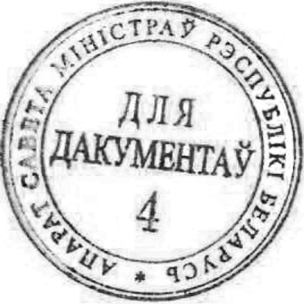 АПАРАТ САВЕТА МІНІСТРАЎ РЭСПУБЛІКІ БЕЛАРУСЬ *
ДЛЯ
ДАКУМЕНТАЎ
4